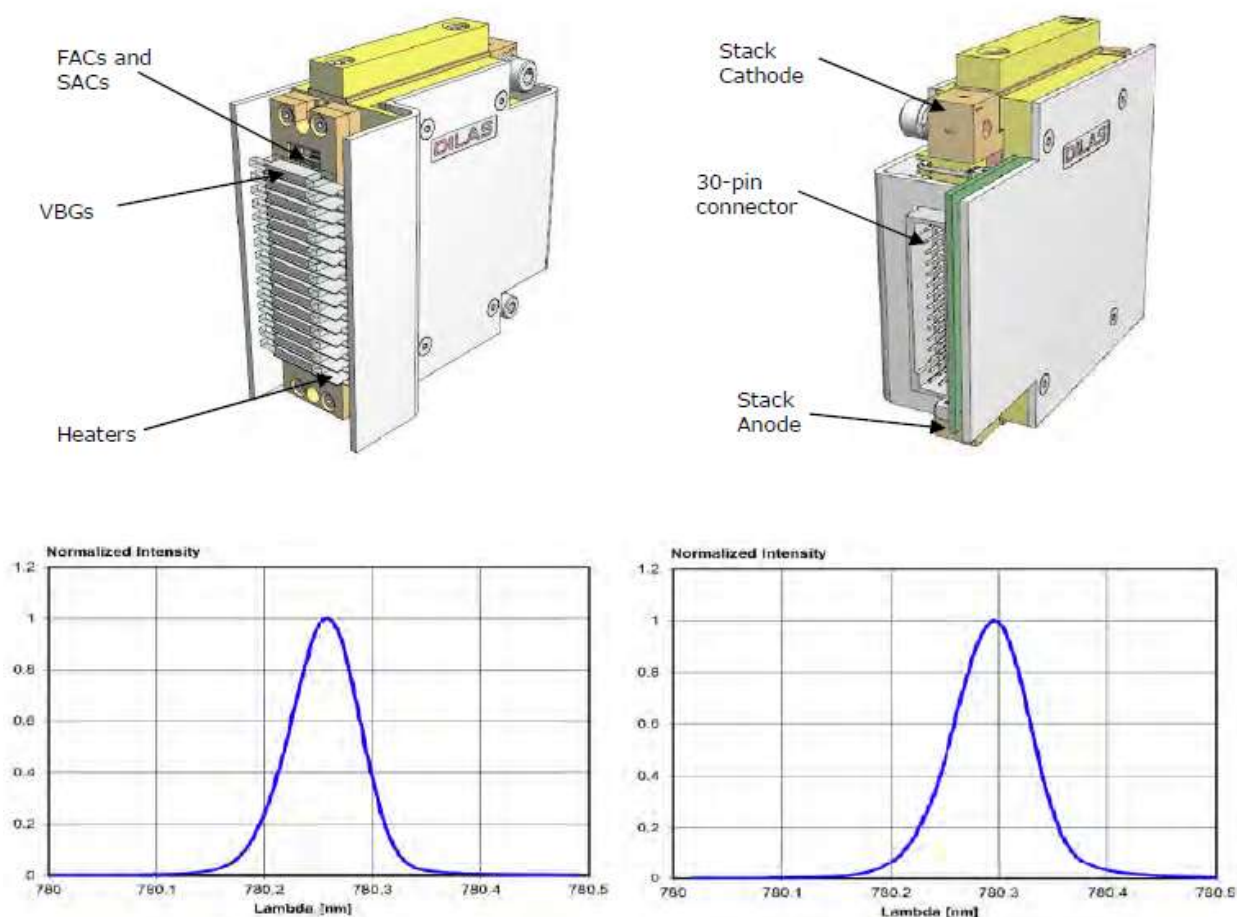 FACs and
SACs
VBGs
Heaters
DILAS
Stack
Cathode
30-pin
connector
Stack
Anode
DILAS
Normalized Intensity
1.2
1
0.8
0.6
0.4
0.2
0
780
780.1
780.2
780.3
780.4
780.5
Lambda [nm]
Normalized Intensity
1.2
1
0.8
0.6
0.4
0.2
0
780
780.1
780.2
780.3
780.4
780.5
Lambda [nm]